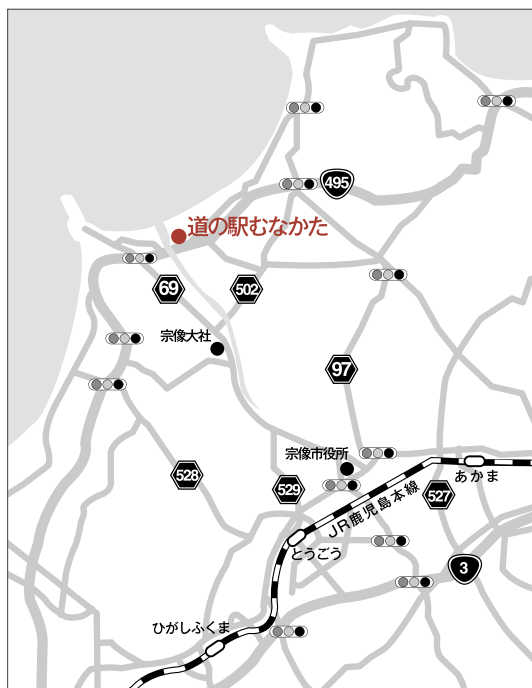 495
道の駅むなかた
69
502
宗像大社
97
宗像市役所
528
529
あかま
527
JR鹿児島本線
とうごう
3
ひがしふくま